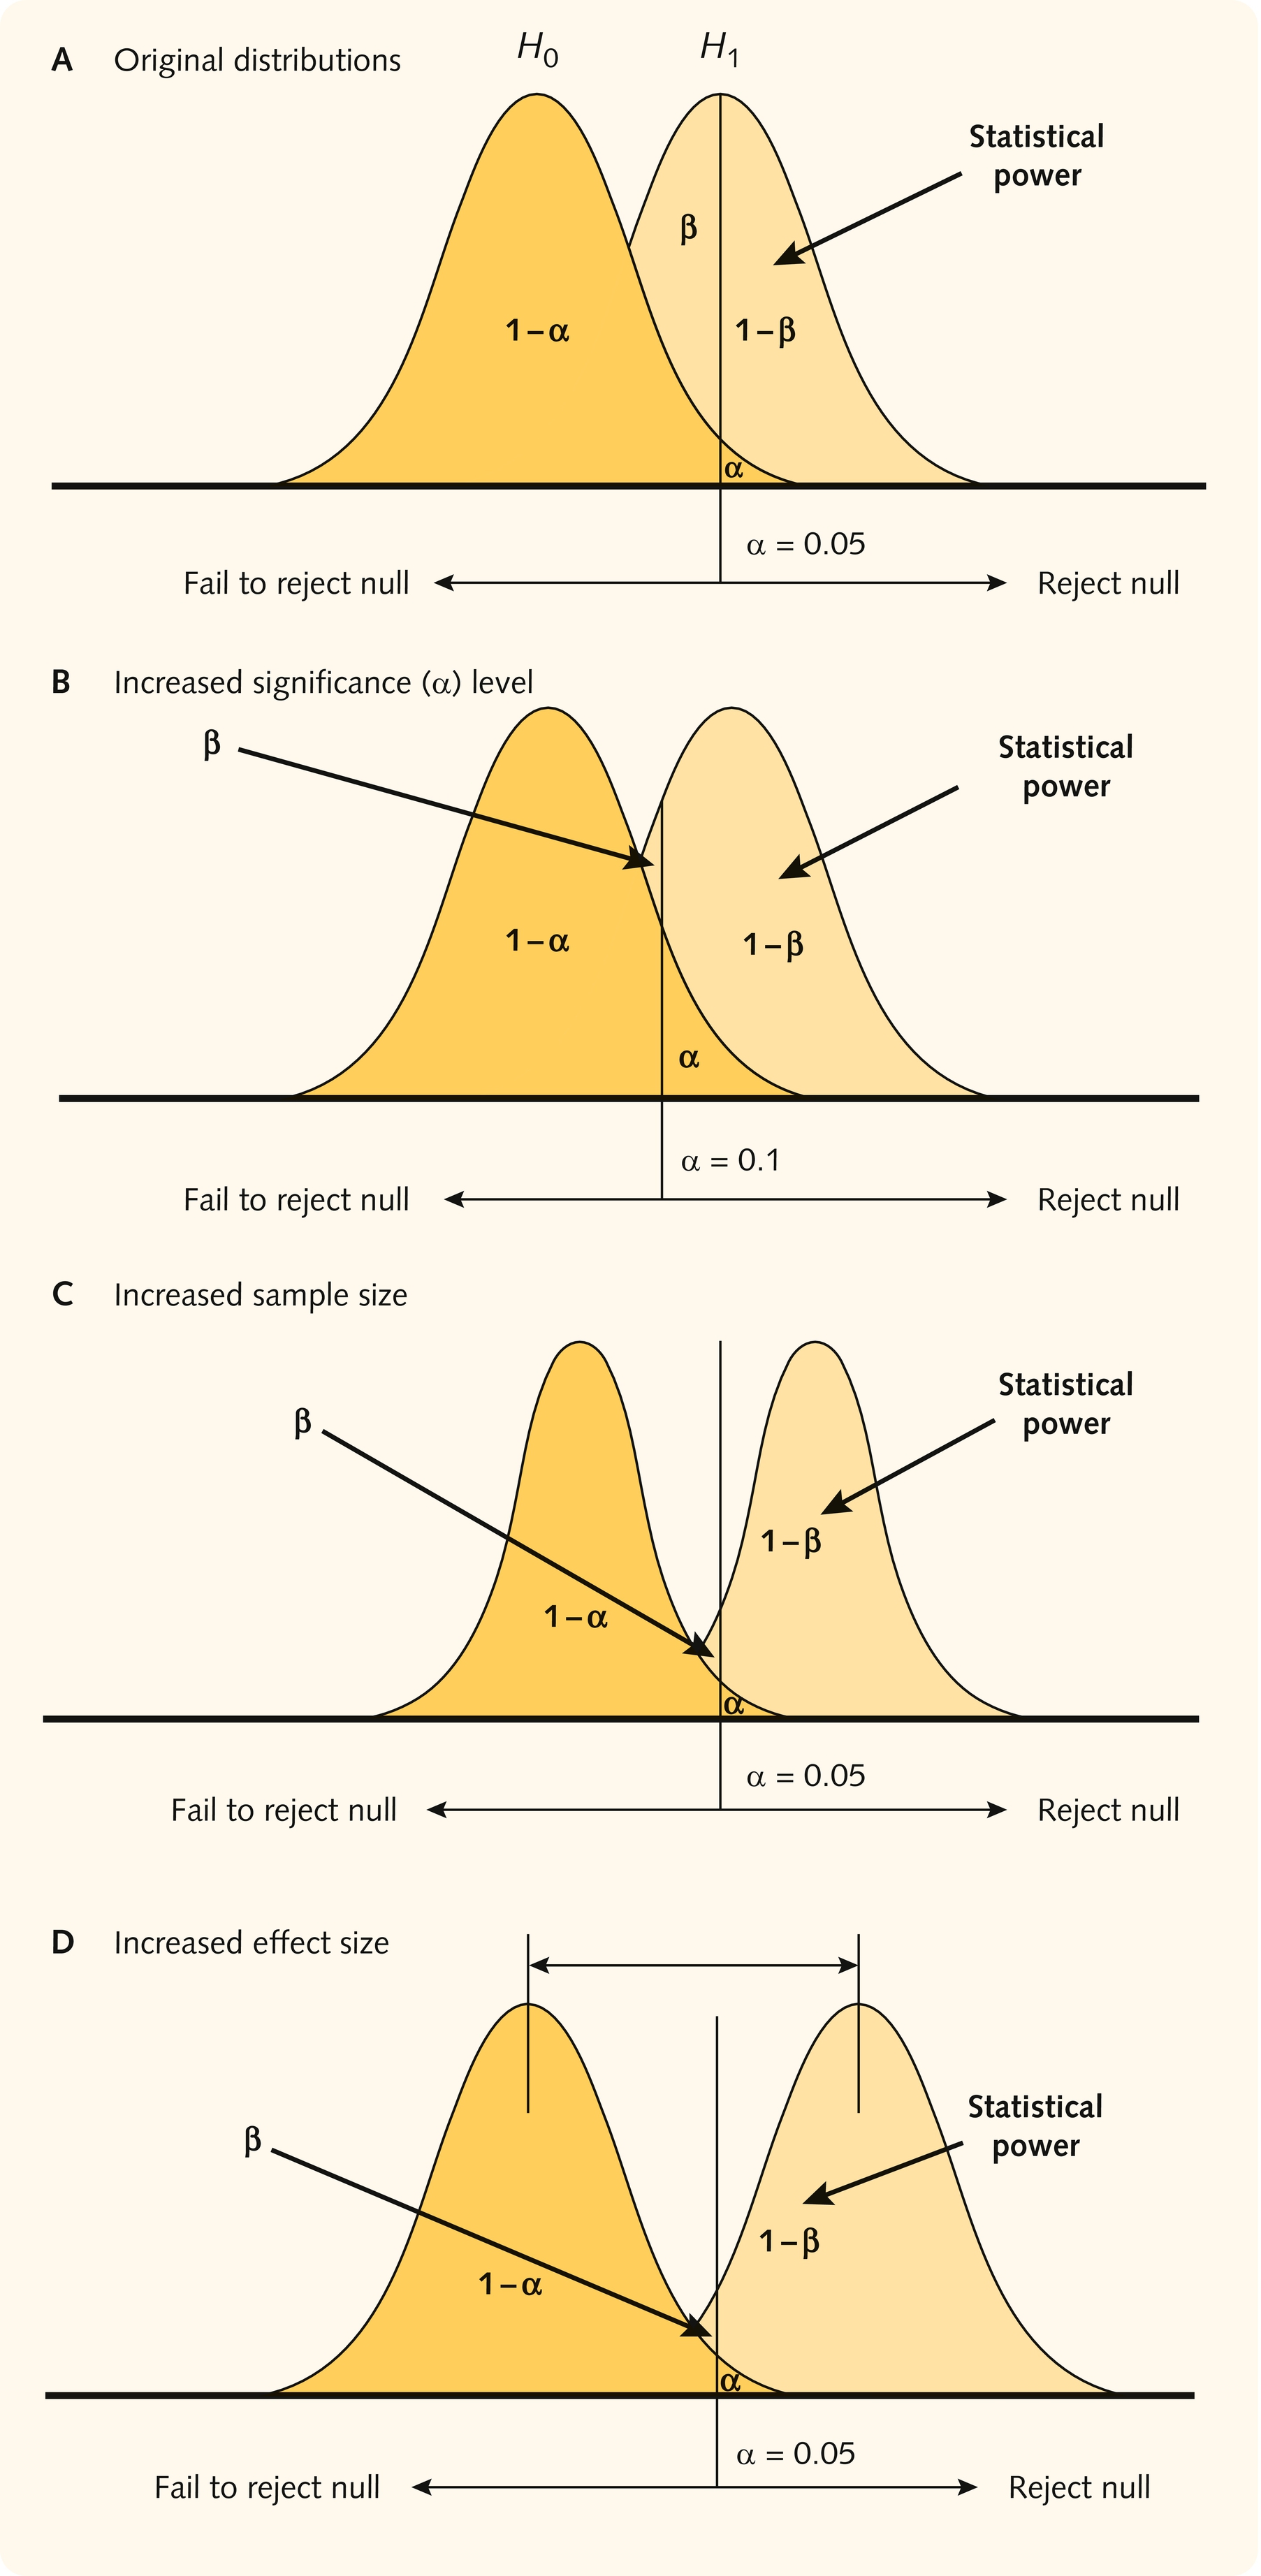 A Original distributions
H₀ H₁
Statistical
power
β
1–α 1–β
α
α = 0.05
Fail to reject null Reject null
B Increased significance (α) level
β
Statistical
power
1–α 1–β
α
α = 0.1
Fail to reject null Reject null
C Increased sample size
Statistical
power
β
1–β
1–α
α
α = 0.05
Fail to reject null Reject null
D Increased effect size
Statistical
power
β
1–β
1–α
α
α = 0.05
Fail to reject null Reject null